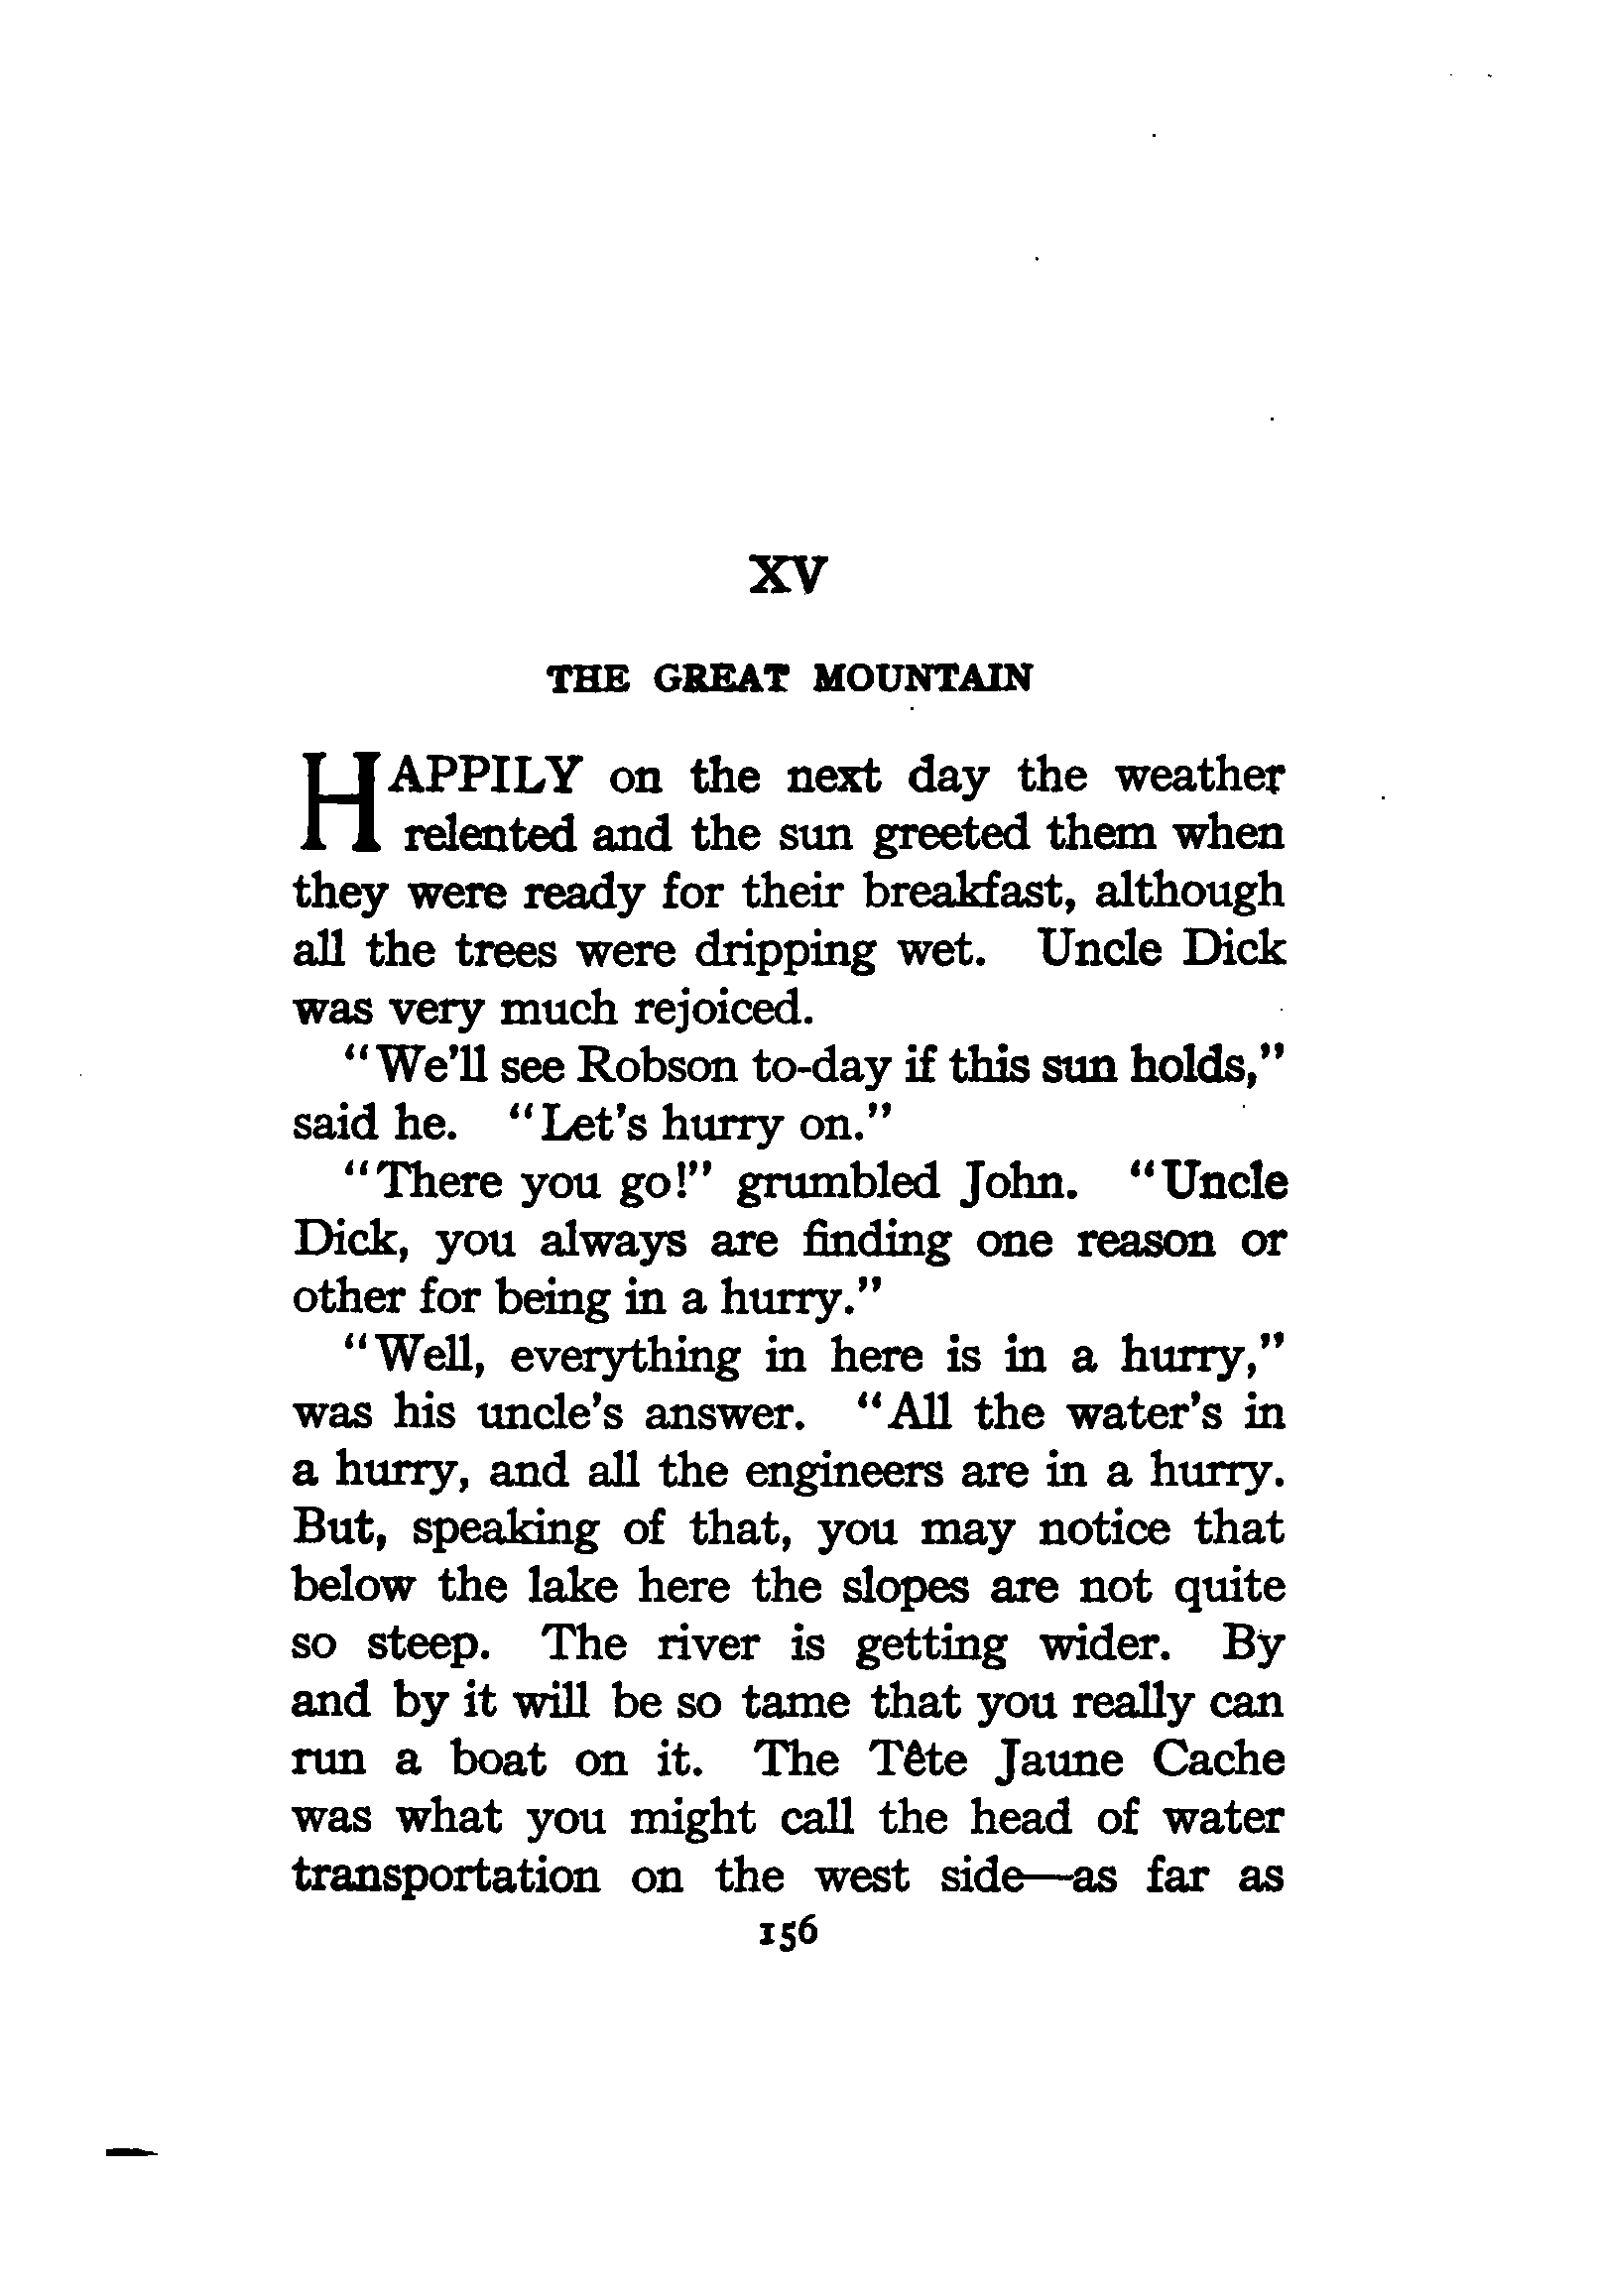 XV
THE GREAT MOUNTAIN
HAPPILY on the next day the weather
relented and the sun greeted them when
they were ready for their breakfast, although
all the trees were dripping wet. Uncle Dick
was very much rejoiced.
"We'll see Robson to-day if this sun holds,"
said he. "Let's hurry on."
"There you go!" grumbled John. "Uncle
Dick, you always are finding one reason or
other for being in a hurry."
"Well, everything in here is in a hurry,"
was his uncle's answer. "All the water's in
a hurry, and all the engineers are in a hurry.
But, speaking of that, you may notice that
below the lake here the slopes are not quite
so steep. The river is getting wider. By
and by it will be so tame that you really can
run a boat on it. The Tête Jaune Cache
was what you might call the head of water
transportation on the west side—as far as
156